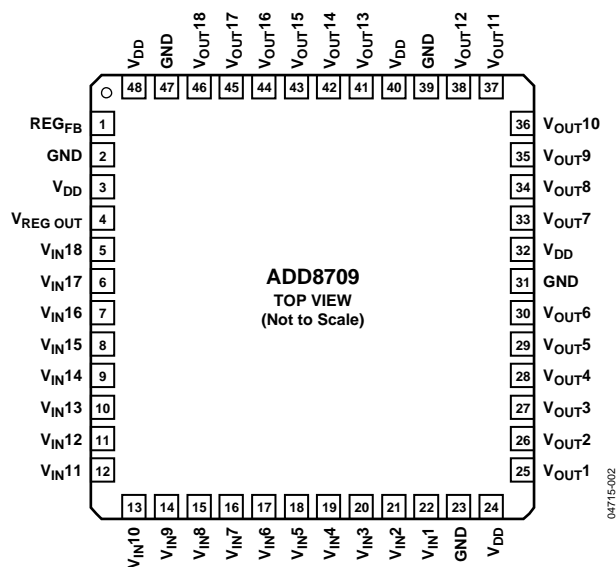 VDD GND VOUT18 VOUT17 VOUT16 VOUT15 VOUT14 VOUT13 VDD GND VOUT12 VOUT11
48 47 46 45 44 43 42 41 40 39 38 37
REGFB 1
GND 2
VDD 3
VREG OUT 4
VIN18 5
VIN17 6
VIN16 7
VIN15 8
VIN14 9
VIN13 10
VIN12 11
VIN11 12
ADD8709
TOP VIEW
(Not to Scale)
36 VOUT10
35 VOUT9
34 VOUT8
33 VOUT7
32 VDD
31 GND
30 VOUT6
29 VOUT5
28 VOUT4
27 VOUT3
26 VOUT2
25 VOUT1
13 14 15 16 17 18 19 20 21 22 23 24
VIN10 VIN9 VIN8 VIN7 VIN6 VIN5 VIN4 VIN3 VIN2 VIN1 GND VDD
04715-002